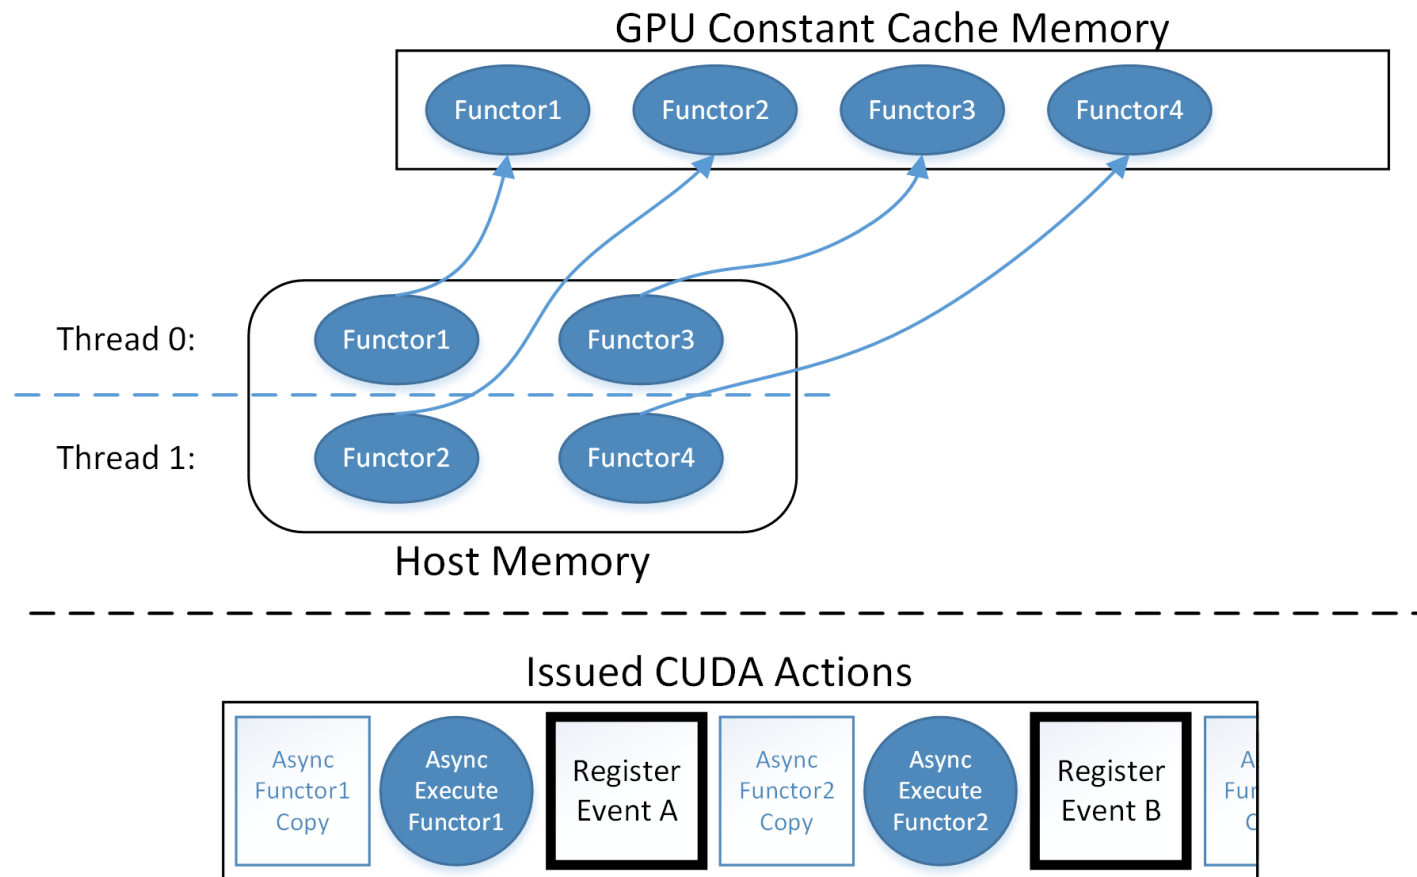 GPU Constant Cache Memory
Functor1
Functor2
Functor3
Functor4
Thread 0:
Functor1
Functor3
Thread 1:
Functor2
Functor4
Host Memory
Issued CUDA Actions
Async
Functor1
Copy
Async
Execute
Functor1
Register
Event A
Async
Functor2
Copy
Async
Execute
Functor2
Register
Event B